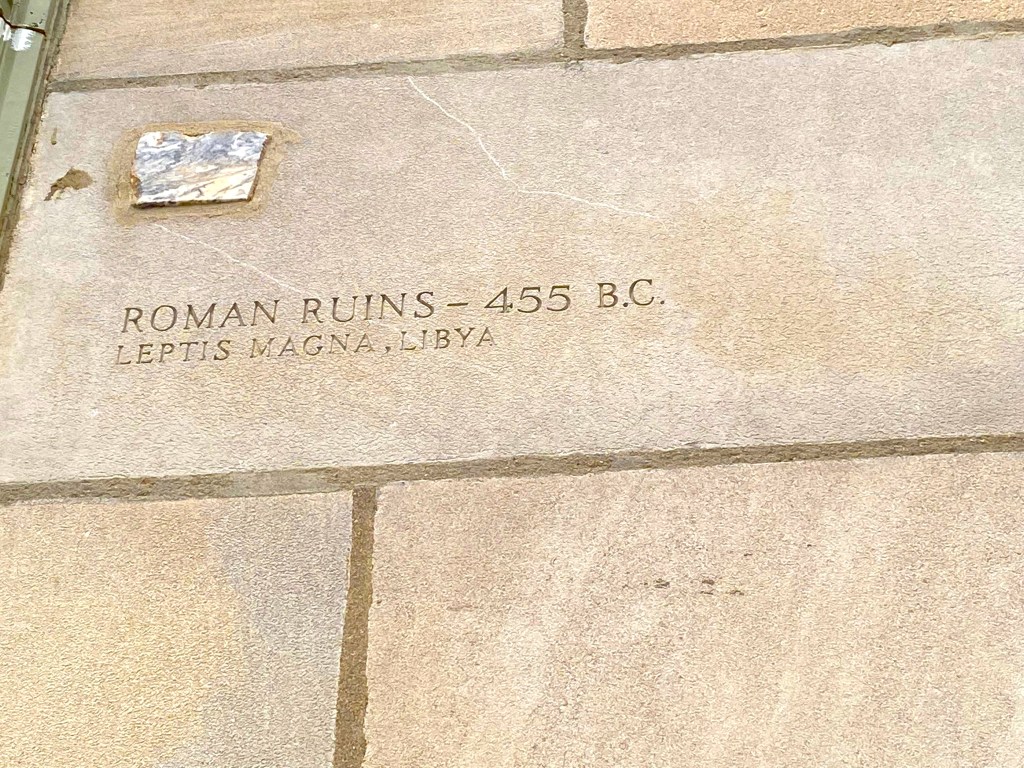 ROMAN RUINS – 455 B.C.
LEPTIS MAGNA, LIBYA